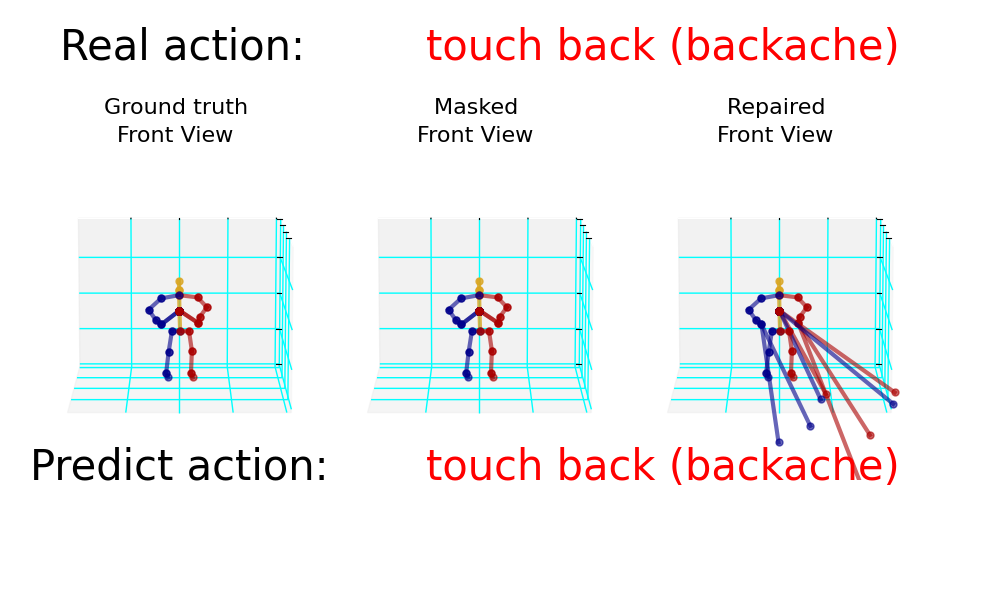 Real action: touch back (backache)
Ground truth Masked Repaired
Front View Front View Front View
Predict action: touch back (backache)